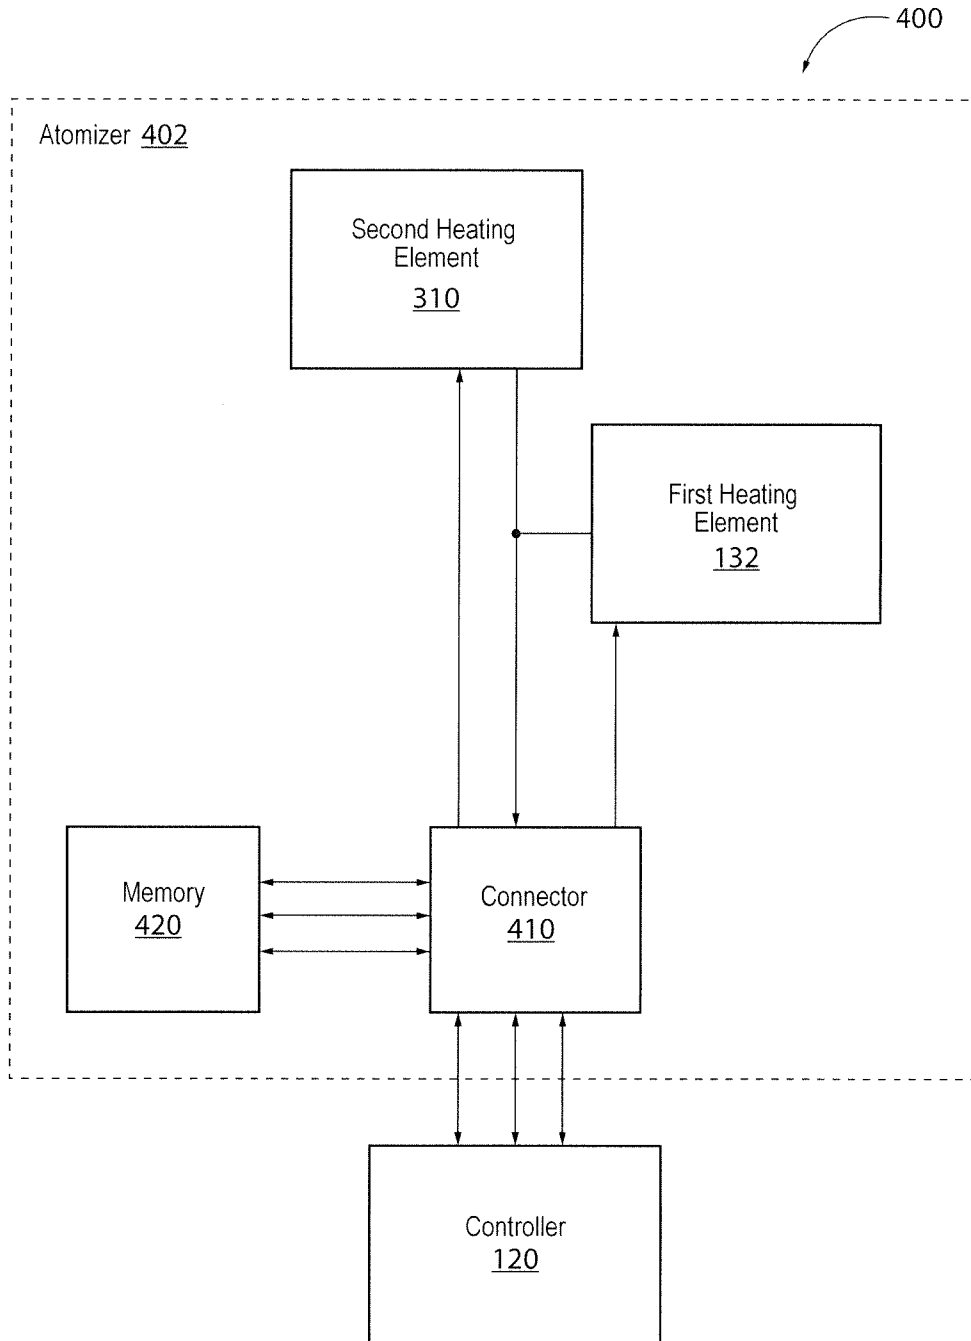 400
Atomizer 402
Second Heating
Element
310
First Heating
Element
132
Memory
420
Connector
410
Controller
120